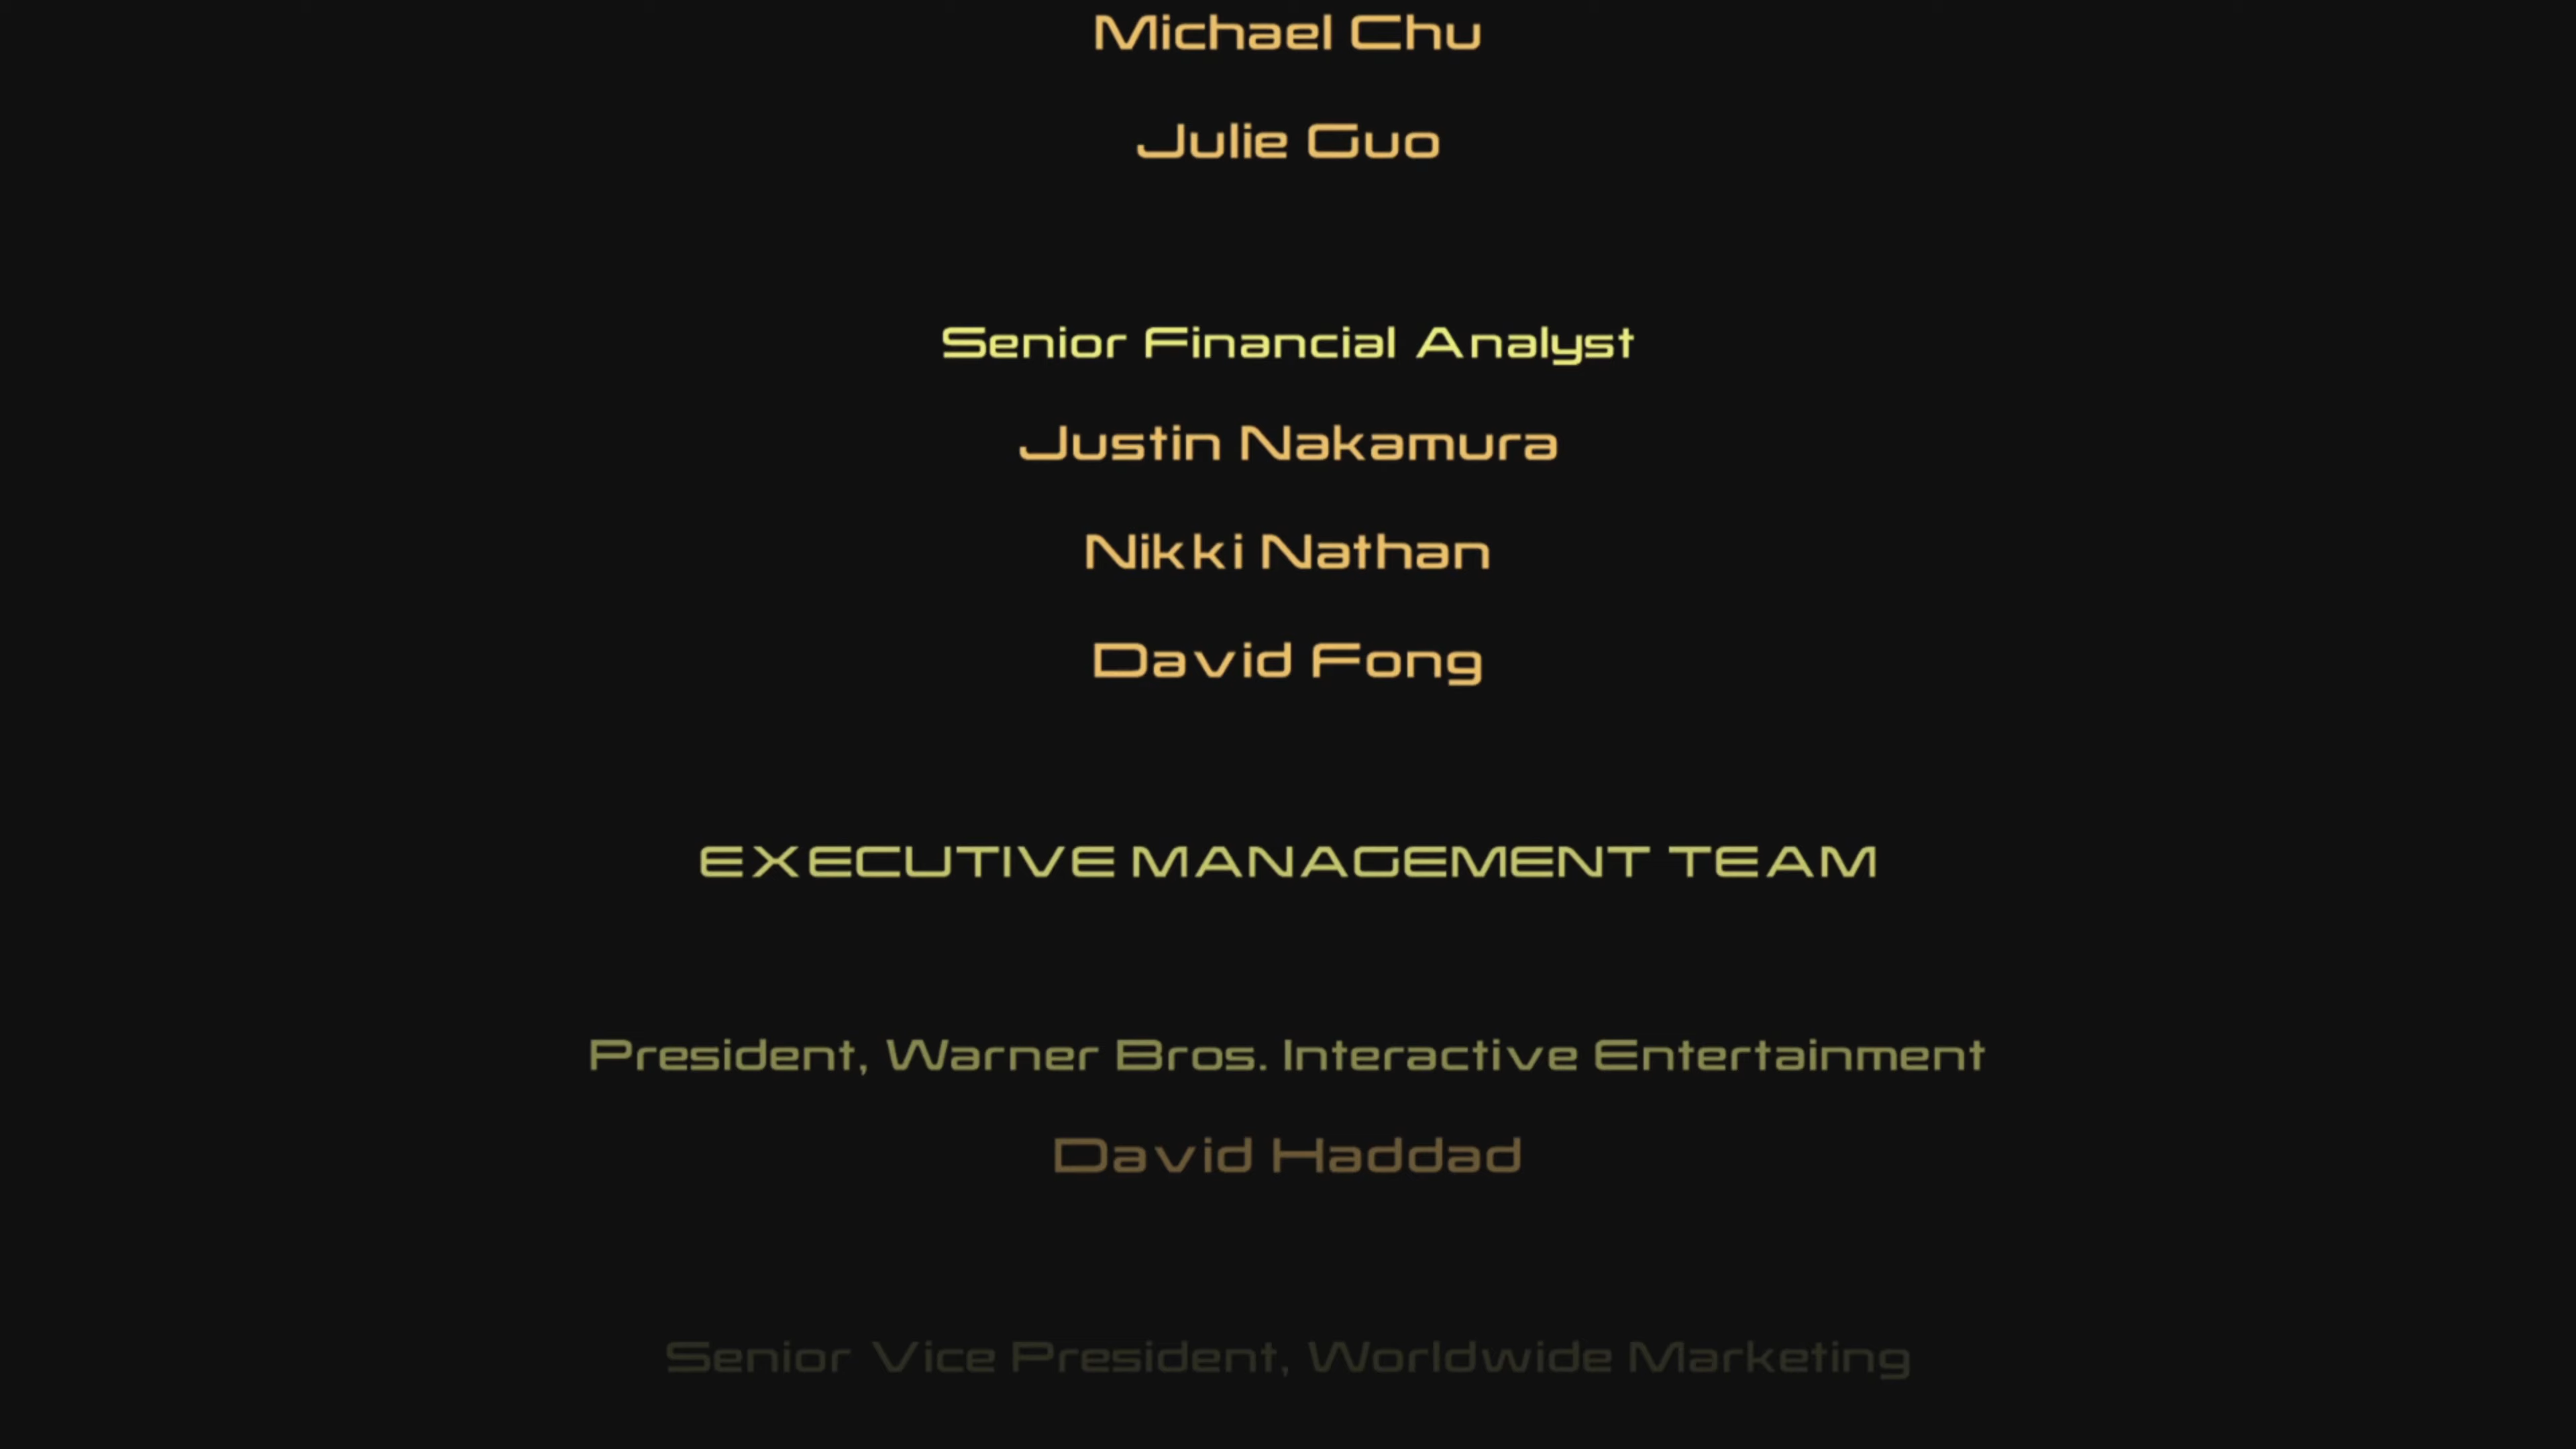 Michael Chu
Julie Guo
Senior Financial Analyst
Justin Nakamura
Nikki Nathan
David Fong
EXECUTIVE MANAGEMENT TEAM
President, Warner Bros. Interactive Entertainment
David Haddad
Senior Vice President, Worldwide Marketing